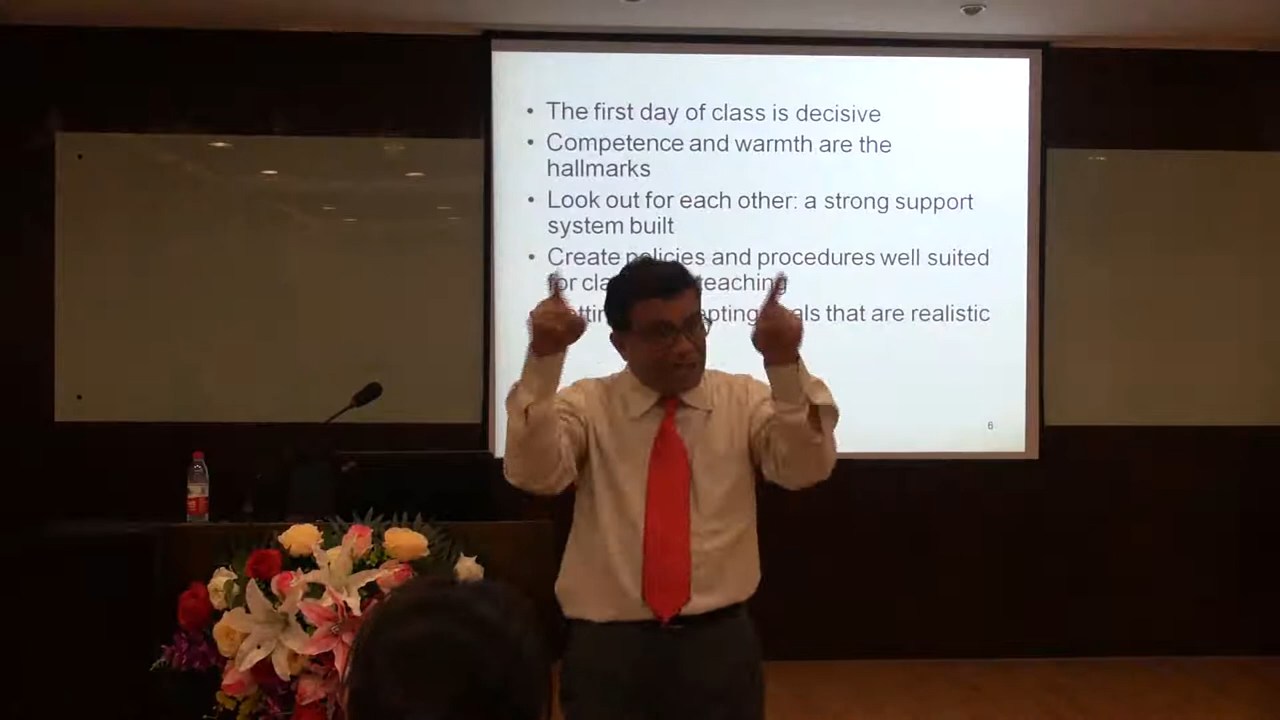 • The first day of class is decisive
• Competence and warmth are the
hallmarks
• Look out for each other: a strong support
system built
• Create policies and procedures well suited
for teaching
that are realistic
6